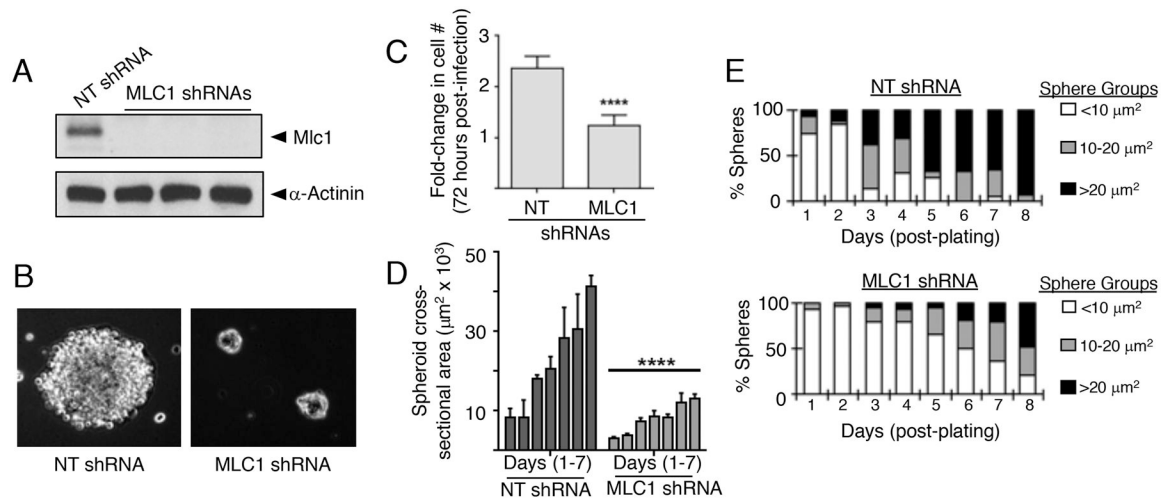 A
NT shRNA
MLC1 shRNAs
Mlc1
α-Actinin
B
NT shRNA
MLC1 shRNA
C
Fold-change in cell #
(72 hours post-infection)
3
2
1
****
NT
MLC1
shRNAs
D
Spheroid cross-
sectional area (μm² x 10³)
50
30
10
****
Days (1-7)
Days (1-7)
NT shRNA
MLC1 shRNA
E
NT shRNA
% Spheres
100
50
0
1 2 3 4 5 6 7 8
Days (post-plating)
Sphere Groups
<10 μm²
10-20 μm²
>20 μm²
MLC1 shRNA
% Spheres
100
50
0
1 2 3 4 5 6 7 8
Days (post-plating)
Sphere Groups
<10 μm²
10-20 μm²
>20 μm²